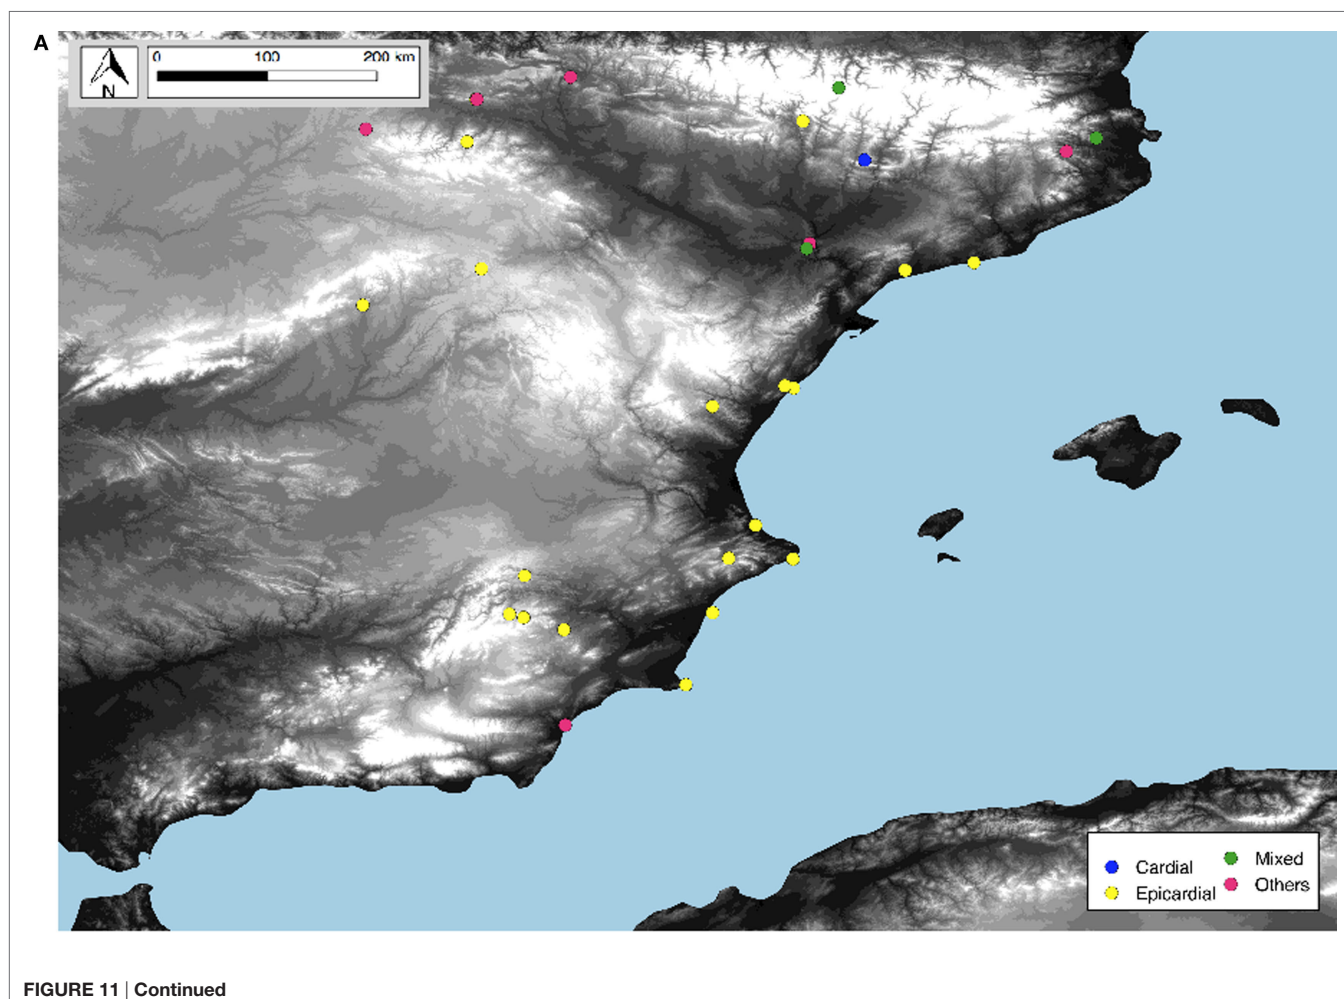 A
0 100 200 km
N
Cardial
Mixed
Epicardial
Others
FIGURE 11 | Continued